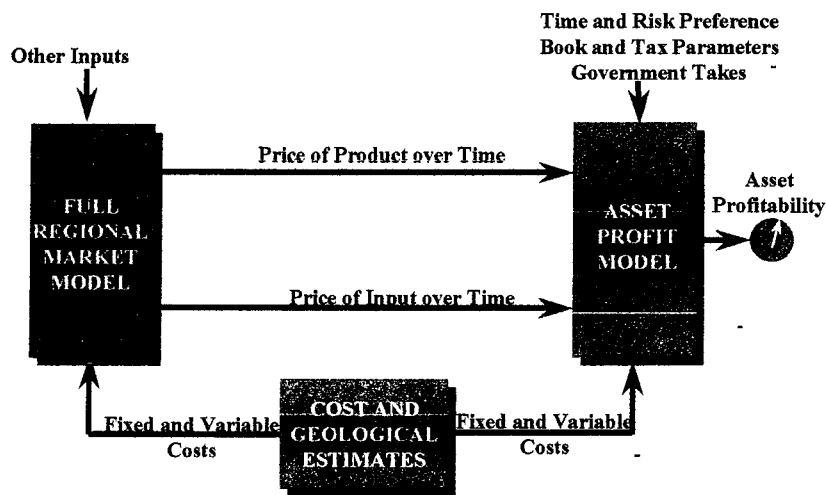 Time and Risk Preference
Book and Tax Parameters
Government Takes
Other Inputs
Price of Product over Time
FULL
REGIONAL
MARKET
MODEL
ASSET
PROFIT
MODEL
Asset
Profitability
Price of Input over Time
Fixed and Variable
Costs
COST AND
GEOLOGICAL
ESTIMATES
Fixed and Variable
Costs